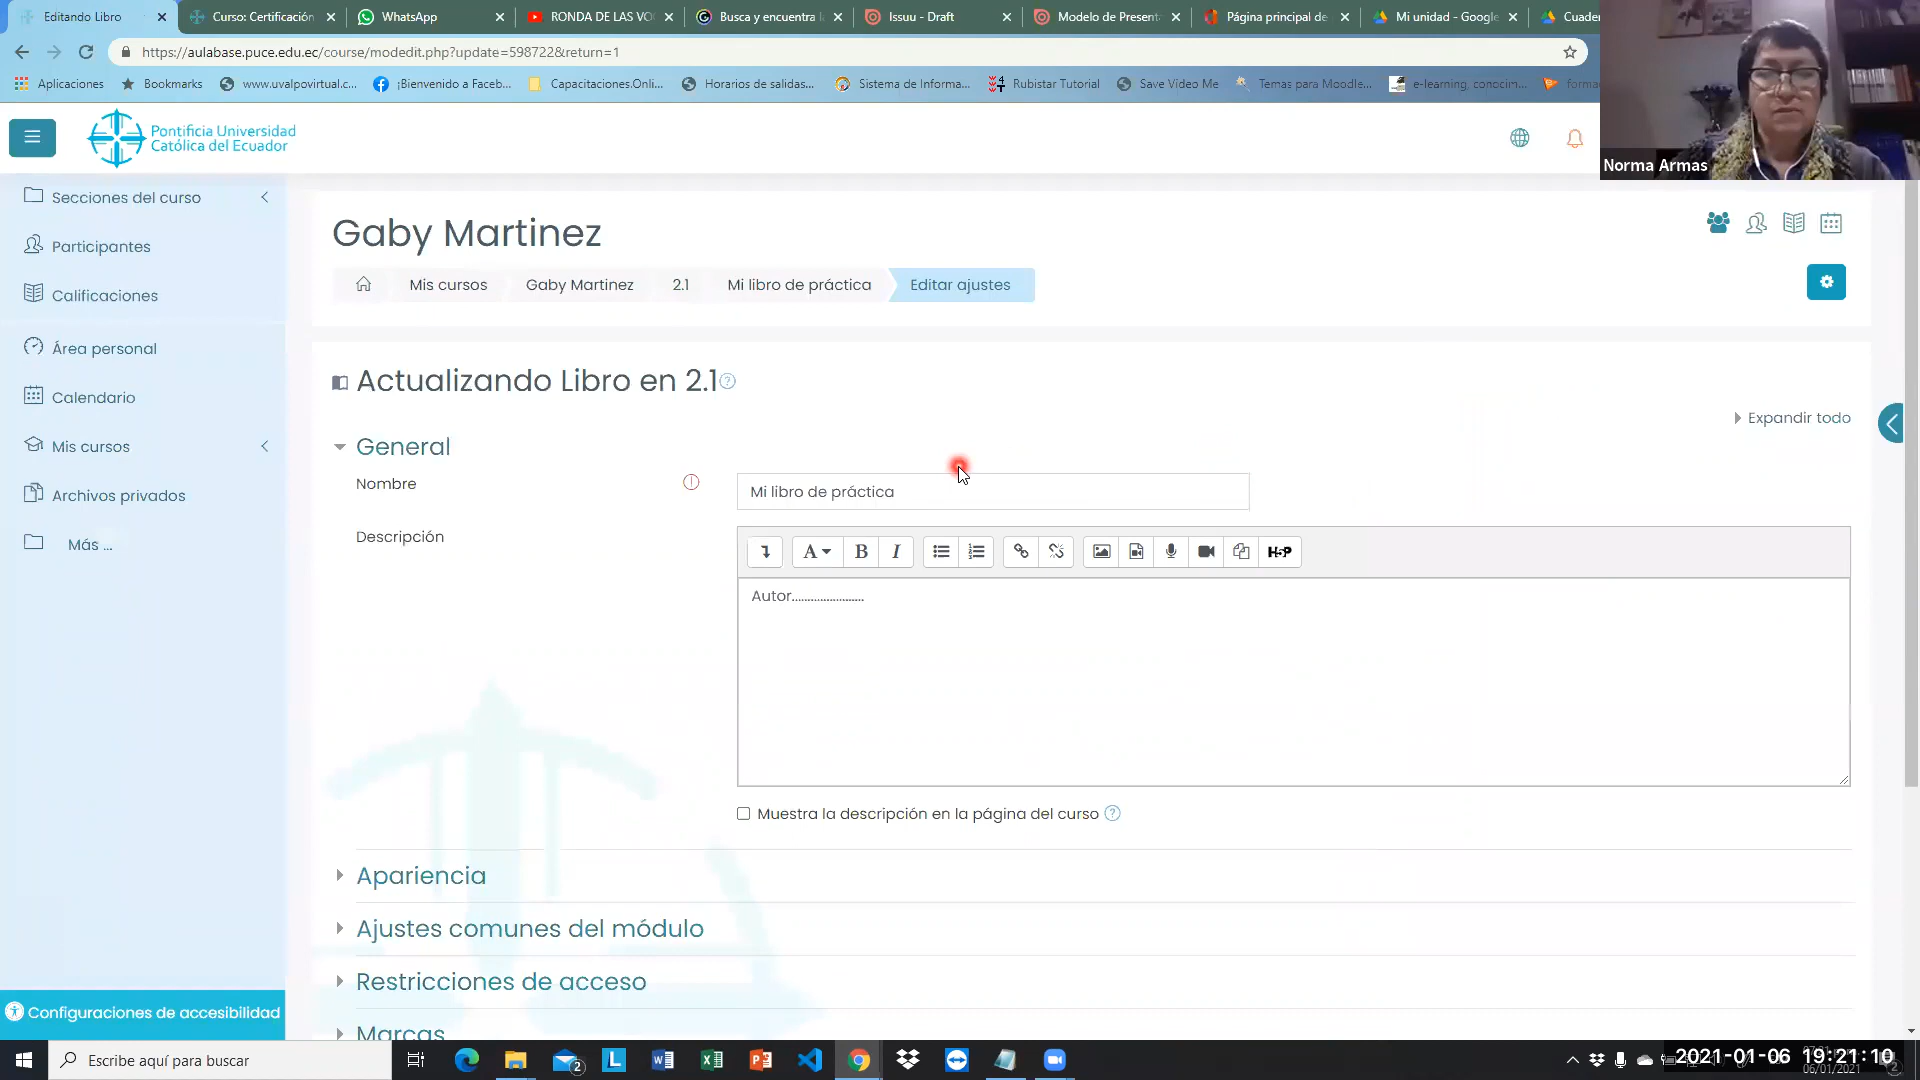 Editando Libro
Curso: Certificación
WhatsApp
RONDA DE LAS VO
Busca y encuentra l
Issuu - Draft
Modelo de Present
Página principal de
Mi unidad - Google
Cuade
https://aulabase.puce.edu.ec/course/modedit.php?update=598722&return=1
Aplicaciones
Bookmarks
www.uvalpovirtual.c...
¡Bienvenido a Faceb...
Capacitaciones.Onli...
Horarios de salidas...
Sistema de Informa...
Rubistar Tutorial
Save Video Me
Temas para Moodle...
e-learning, conocim...
forma
Norma Armas
Pontificia Universidad
Católica del Ecuador
Secciones del curso
Participantes
Calificaciones
Área personal
Calendario
Mis cursos
Archivos privados
Más ...
Configuraciones de accesibilidad
Gaby Martinez
Mis cursos
Gaby Martinez
2.1
Mi libro de práctica
Editar ajustes
Actualizando Libro en 2.1
Expandir todo
General
Nombre
Mi libro de práctica
Descripción
A
B
I
H-P
Autor........................
Muestra la descripción en la página del curso
Apariencia
Ajustes comunes del módulo
Restricciones de acceso
Marcas
Escribe aquí para buscar
2021-01-06 19:21:10
06/01/2021